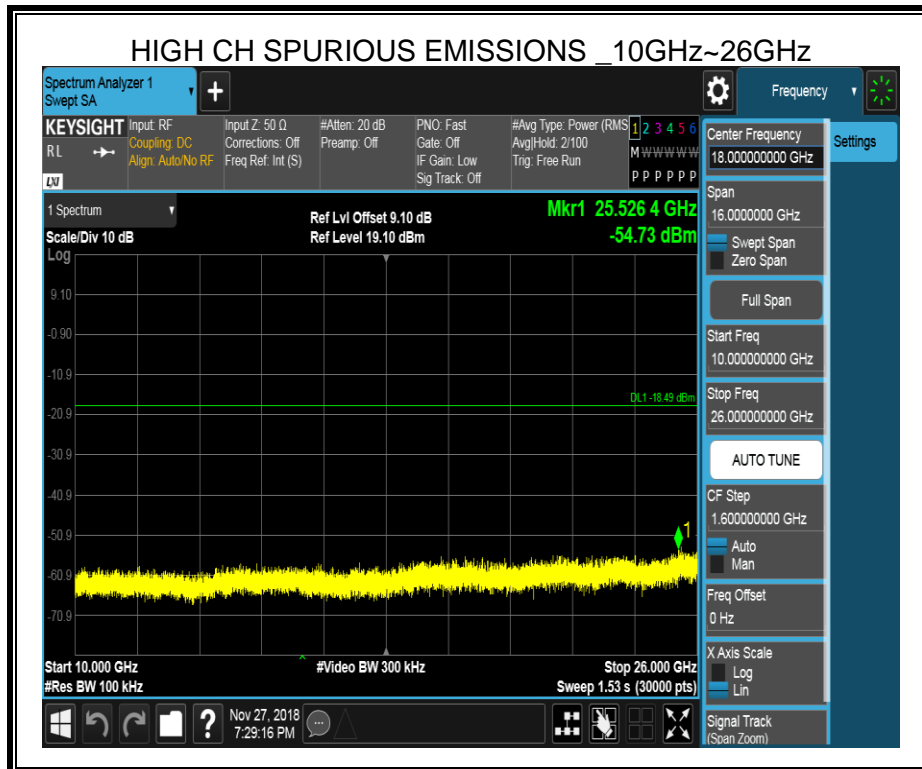 HIGH CH SPURIOUS EMISSIONS _10GHz~26GHz
Spectrum Analyzer 1
Swept SA
+
Frequency
KEYSIGHT
RL
LXI
Input: RF
Coupling: DC
Align: Auto/No RF
Input Z: 50 Ω
Corrections: Off
Freq Ref: Int (S)
#Atten: 20 dB
Preamp: Off
PNO: Fast
Gate: Off
IF Gain: Low
Sig Track: Off
#Avg Type: Power (RMS
Avg|Hold: 2/100
Trig: Free Run
1 2 3 4 5 6
M W W W W W
P P P P P P
Center Frequency
18.000000000 GHz
Settings
1 Spectrum
Scale/Div 10 dB
Ref Lvl Offset 9.10 dB
Ref Level 19.10 dBm
Mkr1 25.526 4 GHz
-54.73 dBm
Span
16.0000000 GHz
Swept Span
Zero Span
Full Span
Start Freq
10.000000000 GHz
Stop Freq
26.000000000 GHz
AUTO TUNE
CF Step
1.600000000 GHz
Auto
Man
Freq Offset
0 Hz
X Axis Scale
Log
Lin
Signal Track
(Span Zoom)
Log
9.10
-0.90
-10.9
DL1 -18.49 dBm
-20.9
-30.9
-40.9
-50.9
1
-60.9
-70.9
Start 10.000 GHz
#Res BW 100 kHz
#Video BW 300 kHz
Stop 26.000 GHz
Sweep 1.53 s (30000 pts)
?
Nov 27, 2018
7:29:16 PM